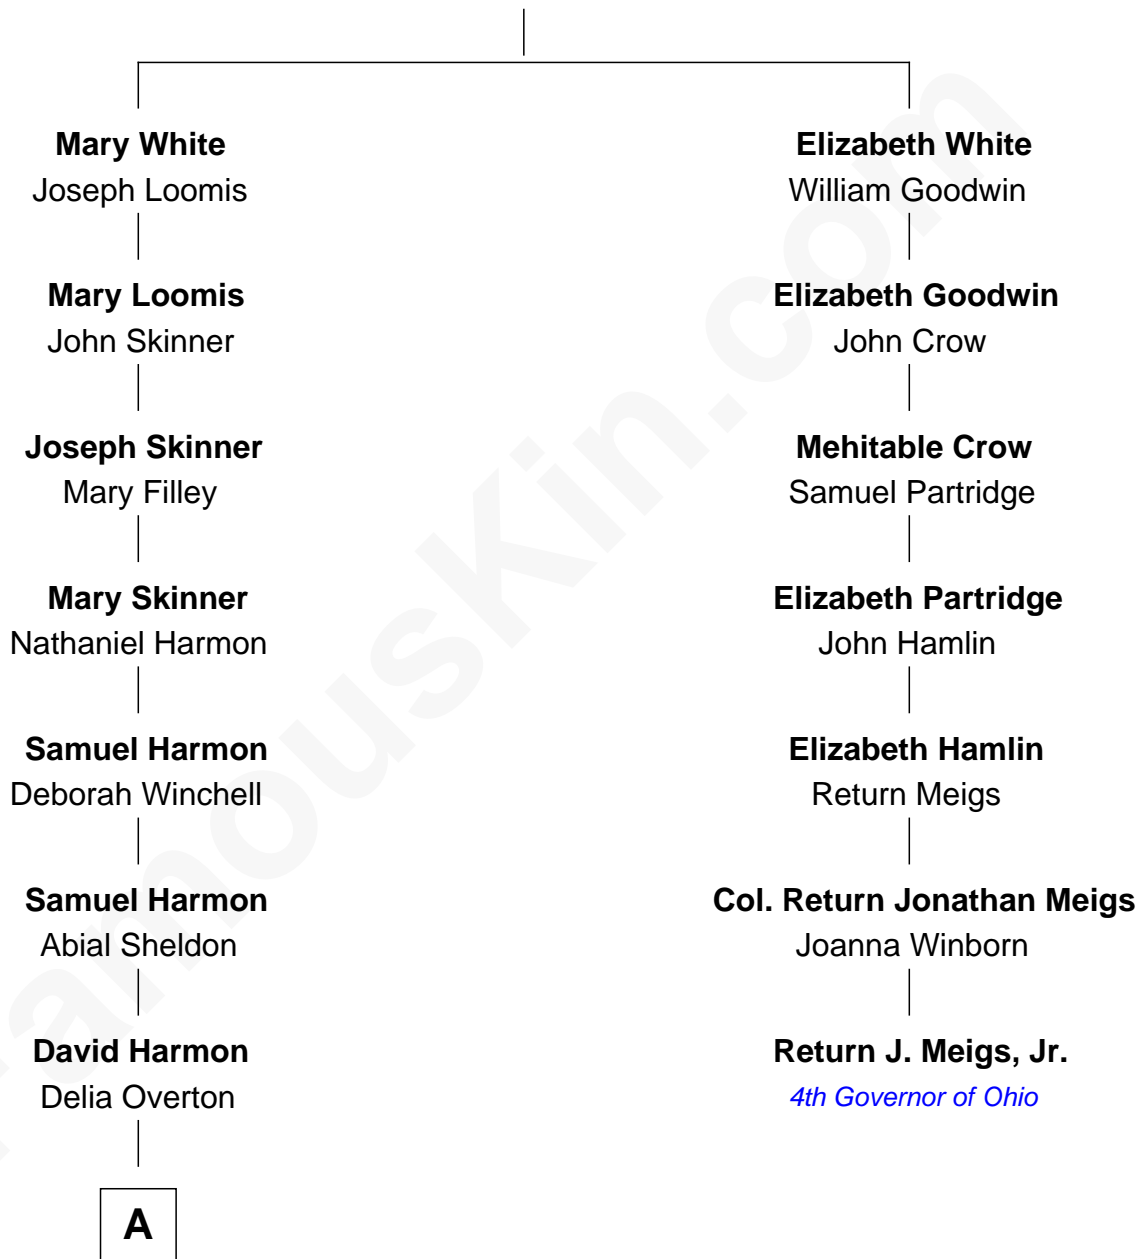 Mary White
Joseph Loomis
Mary Loomis
John Skinner
Joseph Skinner
Mary Filley
Mary Skinner
Nathaniel Harmon
Samuel Harmon
Deborah Winchell
Samuel Harmon
Abial Sheldon
David Harmon
Delia Overton
A
Elizabeth White
William Goodwin
Elizabeth Goodwin
John Crow
Mehitable Crow
Samuel Partridge
Elizabeth Partridge
John Hamlin
Elizabeth Hamlin
Return Meigs
Col. Return Jonathan Meigs
Joanna Winborn
Return J. Meigs, Jr.
4th Governor of Ohio
FamousKin.com